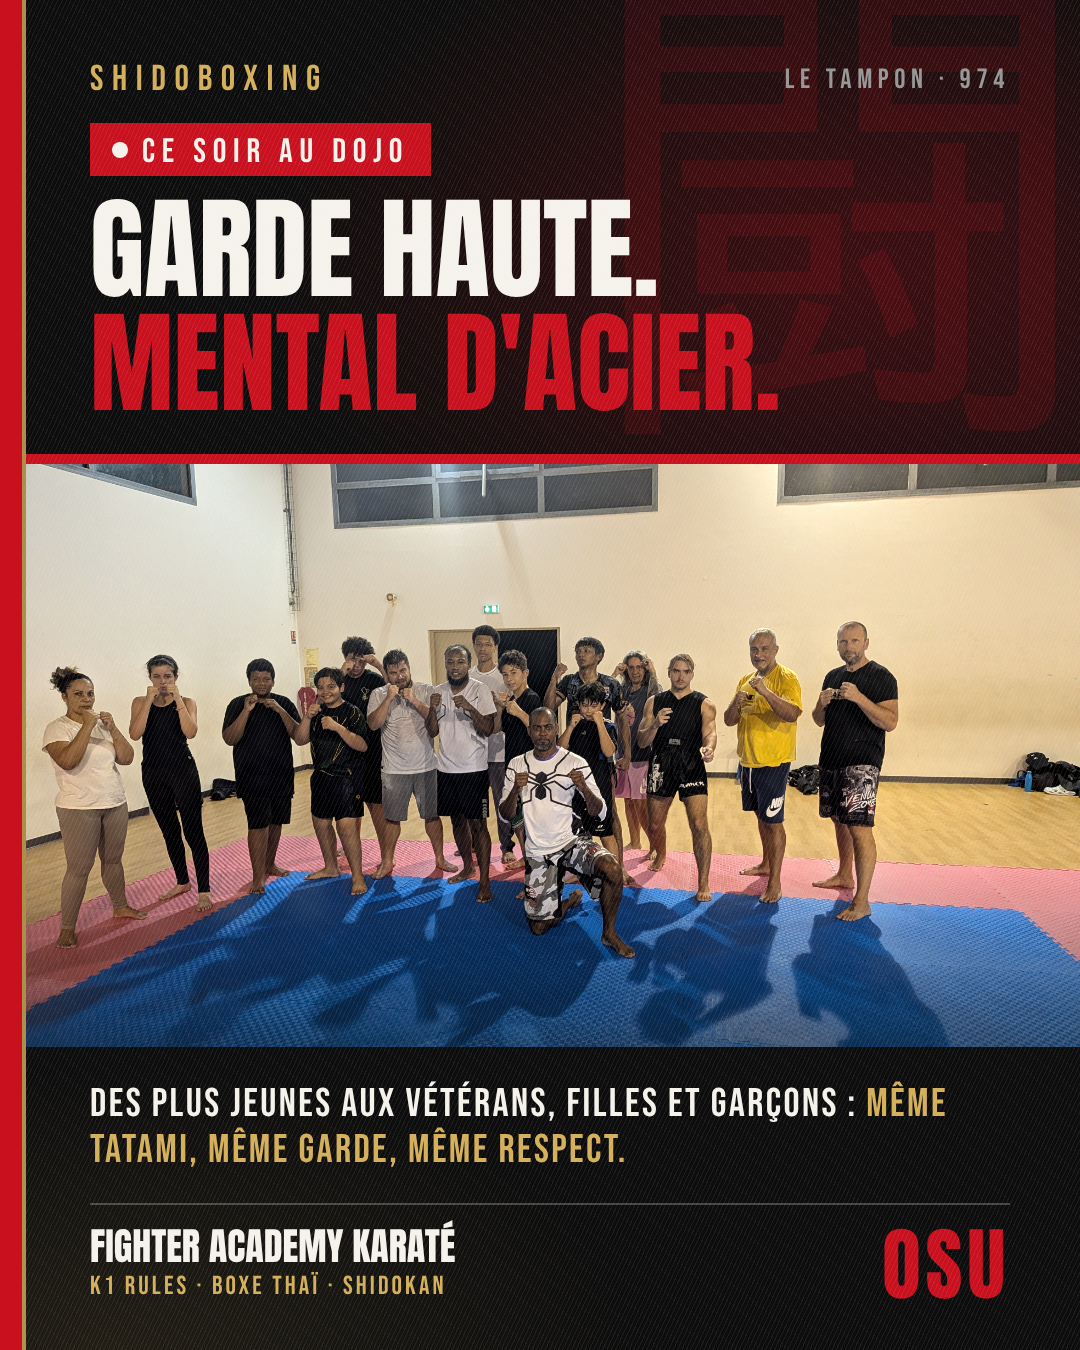 SHIDOBOXING
LE TAMPON · 974
CE SOIR AU DOJO
GARDE HAUTE.
MENTAL D'ACIER.
闘
DES PLUS JEUNES AUX VÉTÉRANS, FILLES ET GARÇONS : MÊME
TATAMI, MÊME GARDE, MÊME RESPECT.
FIGHTER ACADEMY KARATÉ
K1 RULES · BOXE THAÏ · SHIDOKAN
OSU